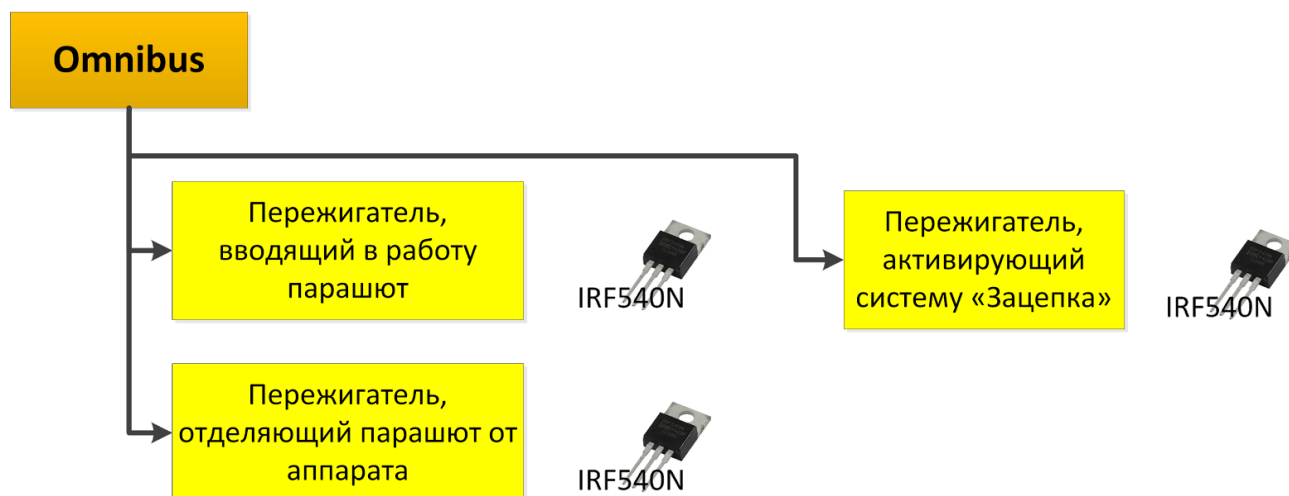 Omnibus
Пережигатель,
вводящий в работу
парашют
IRF540N
Пережигатель,
активирующий
систему «Зацепка»
IRF540N
Пережигатель,
отделяющий парашют от
аппарата
IRF540N